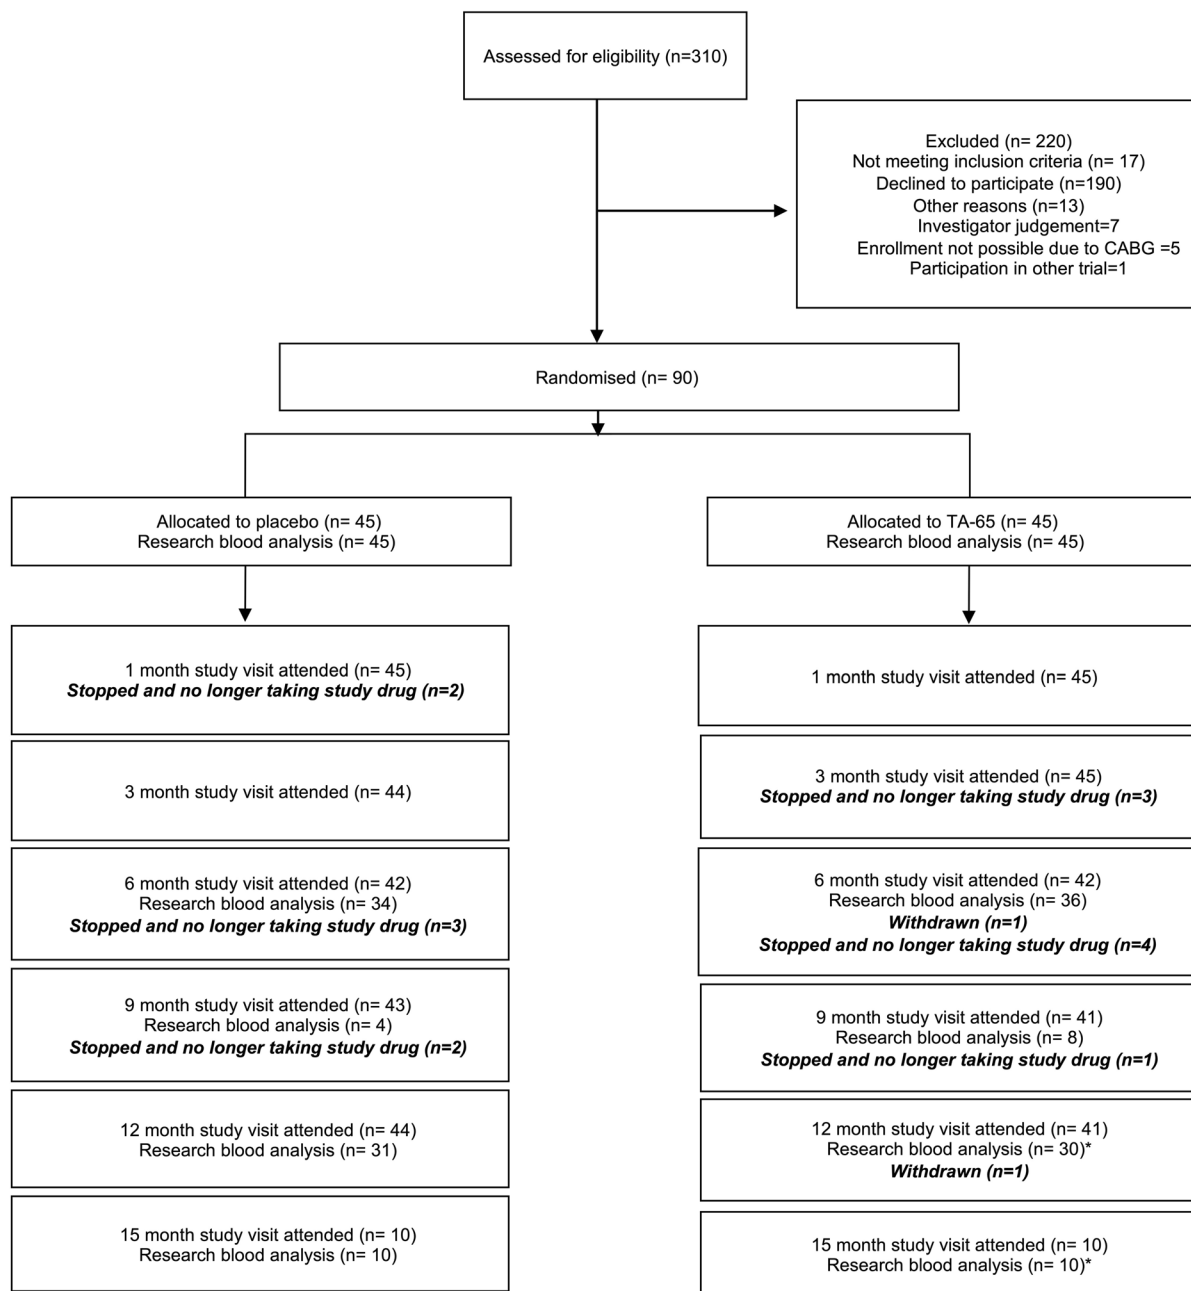 Assessed for eligibility (n=310)
Excluded (n= 220)
Not meeting inclusion criteria (n= 17)
Declined to participate (n=190)
Other reasons (n=13)
Investigator judgement=7
Enrollment not possible due to CABG =5
Participation in other trial=1
Randomised (n= 90)
Allocated to placebo (n= 45)
Research blood analysis (n= 45)
Allocated to TA-65 (n= 45)
Research blood analysis (n= 45)
1 month study visit attended (n= 45)
Stopped and no longer taking study drug (n=2)
3 month study visit attended (n= 44)
6 month study visit attended (n= 42)
Research blood analysis (n= 34)
Stopped and no longer taking study drug (n=3)
9 month study visit attended (n= 43)
Research blood analysis (n= 4)
Stopped and no longer taking study drug (n=2)
12 month study visit attended (n= 44)
Research blood analysis (n= 31)
15 month study visit attended (n= 10)
Research blood analysis (n= 10)
1 month study visit attended (n= 45)
3 month study visit attended (n= 45)
Stopped and no longer taking study drug (n=3)
6 month study visit attended (n= 42)
Research blood analysis (n= 36)
Withdrawn (n=1)
Stopped and no longer taking study drug (n=4)
9 month study visit attended (n= 41)
Research blood analysis (n= 8)
Stopped and no longer taking study drug (n=1)
12 month study visit attended (n= 41)
Research blood analysis (n= 30)*
Withdrawn (n=1)
15 month study visit attended (n= 10)
Research blood analysis (n= 10)*